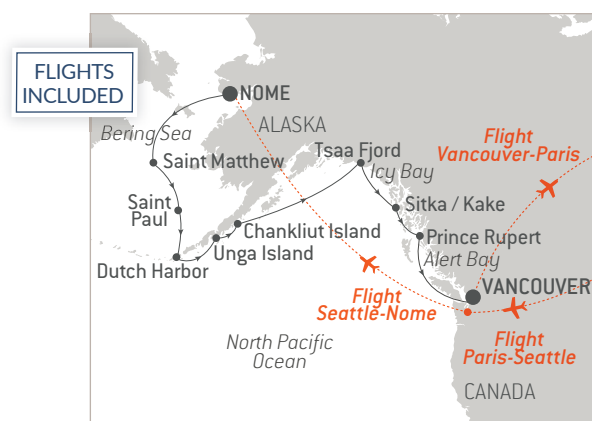 FLIGHTS
INCLUDED
NOME
Bering Sea
ALASKA
Flight
Vancouver-Paris
Tsaa Fjord
Saint Matthew
Icy Bay
Saint
Paul
Sitka / Kake
Chankliut Island
Prince Rupert
Unga Island
Alert Bay
Dutch Harbor
VANCOUVER
Flight
Seattle-Nome
Flight
Paris-Seattle
North Pacific
Ocean
CANADA